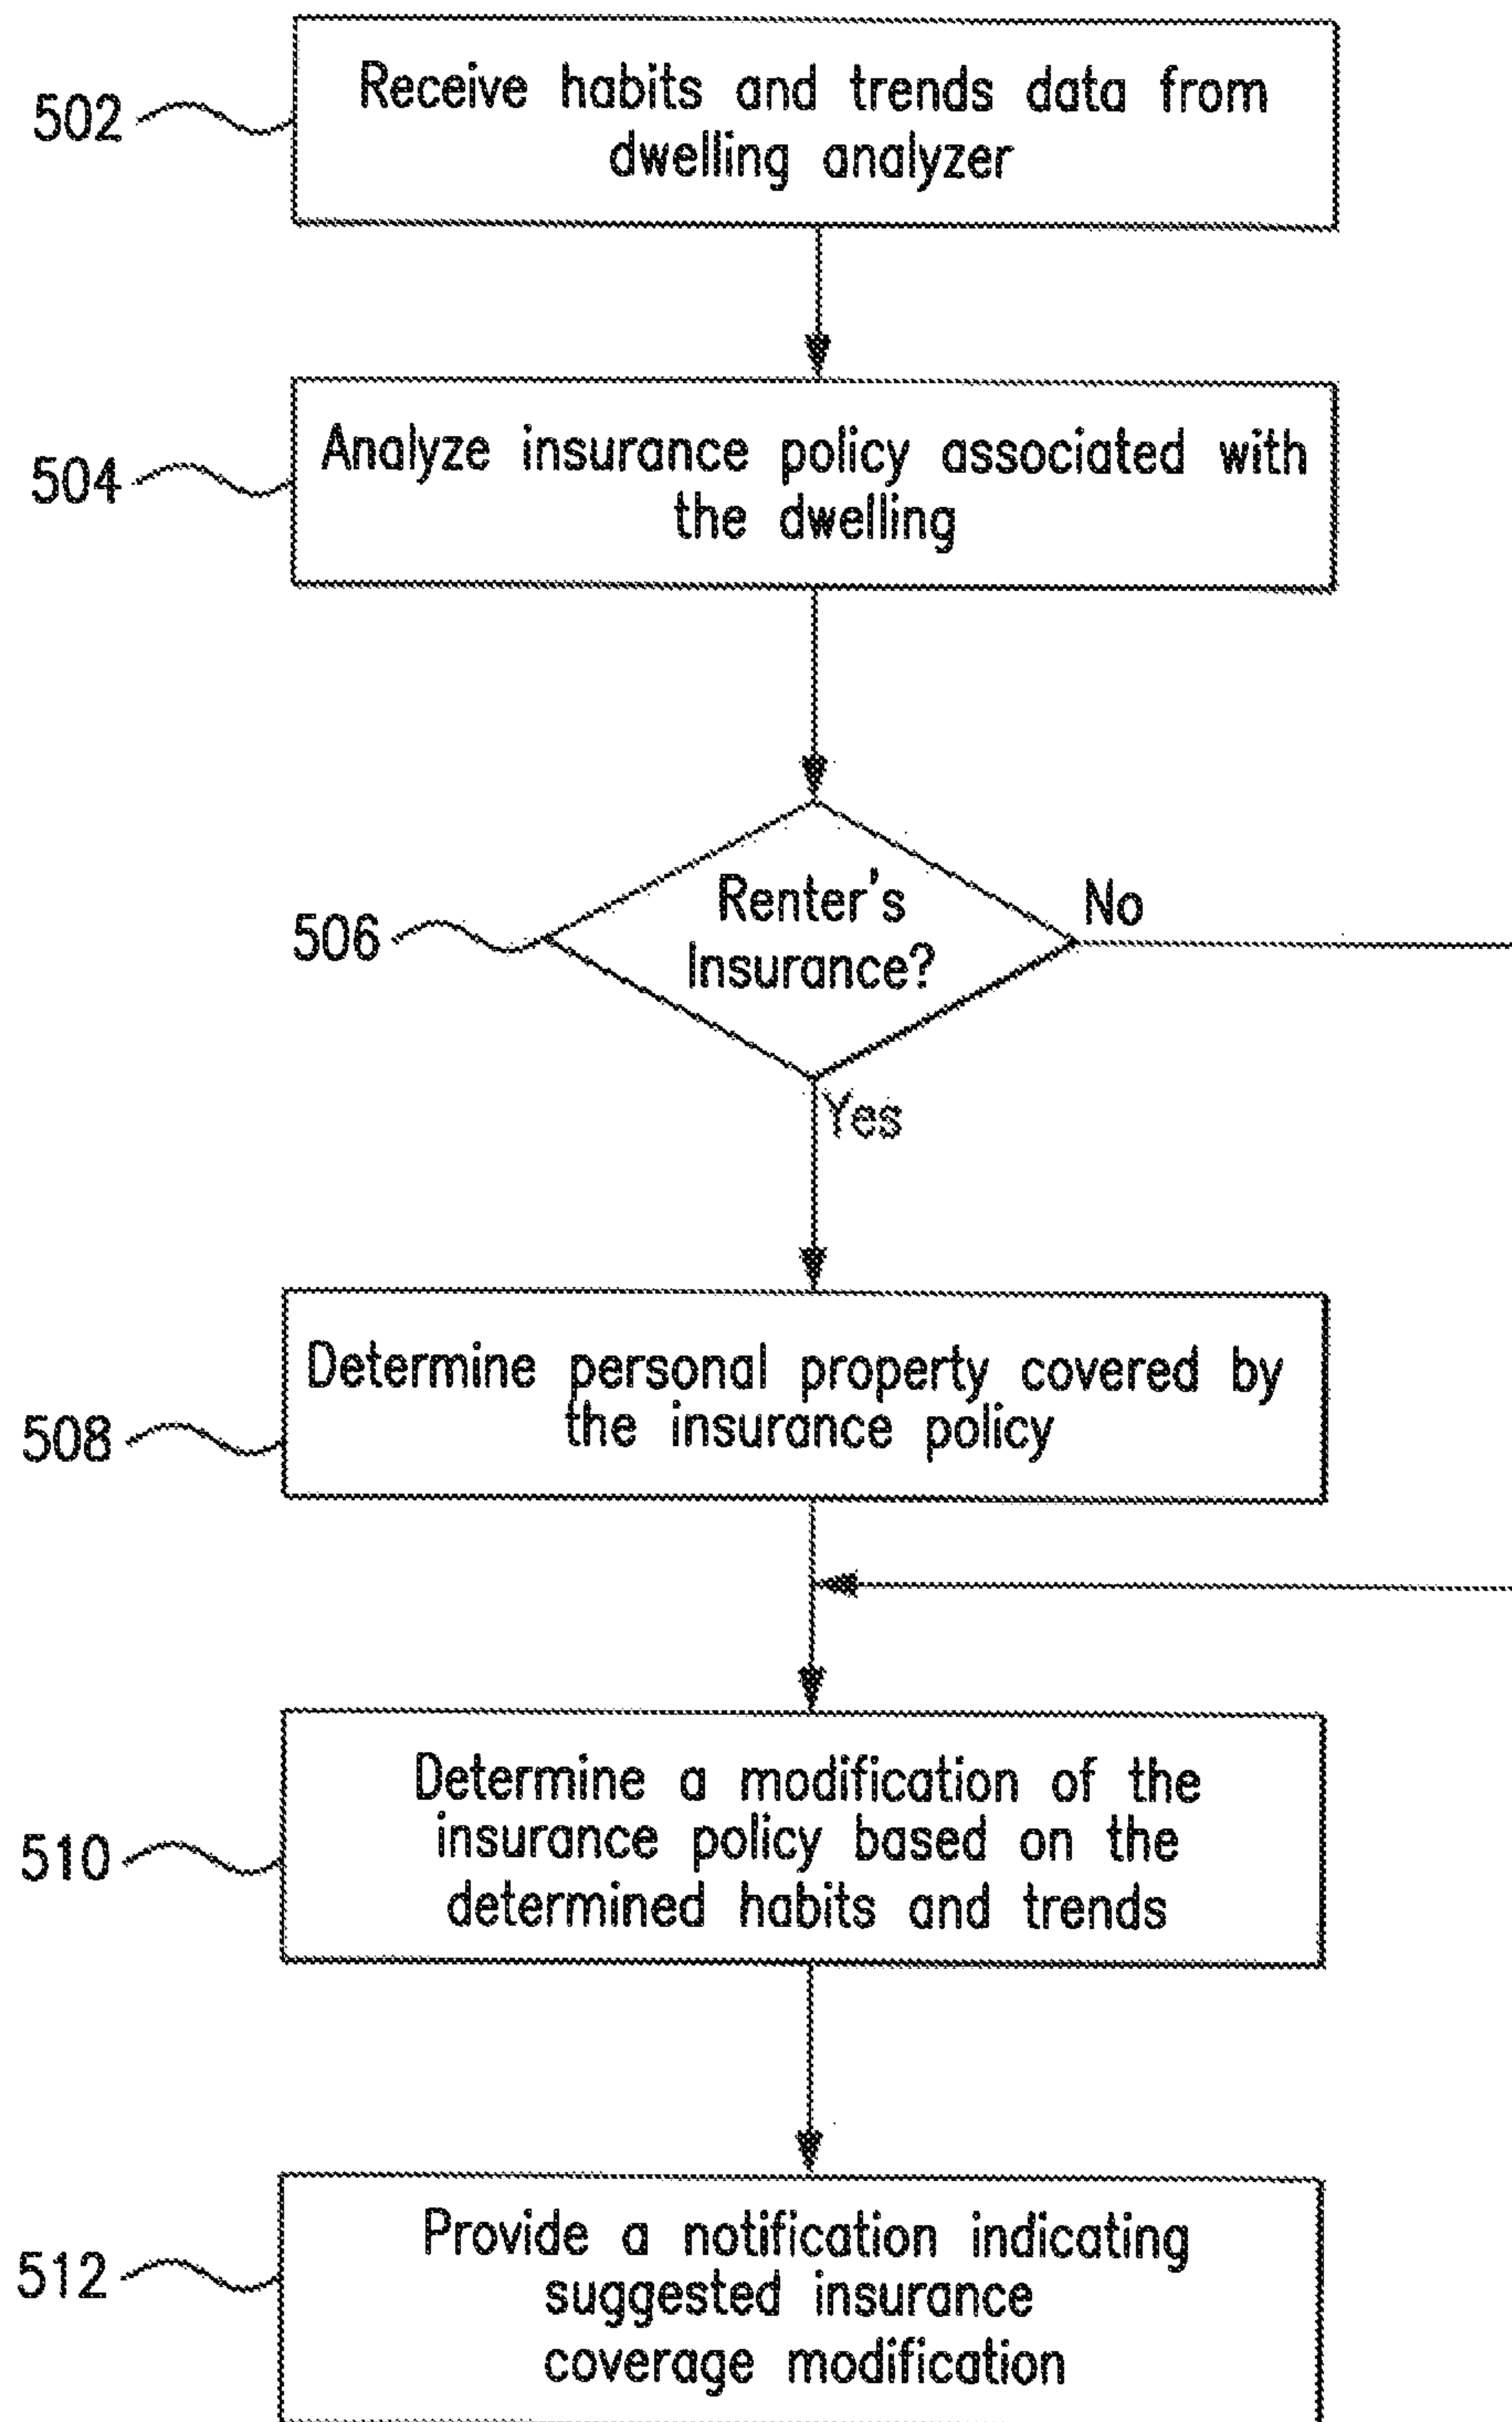 502
Receive habits and trends data from
dwelling analyzer
504
Analyze insurance policy associated with
the dwelling
506
Renter's
Insurance?
No
Yes
508
Determine personal property covered by
the insurance policy
510
Determine a modification of the
insurance policy based on the
determined habits and trends
512
Provide a notification indicating
suggested insurance
coverage modification